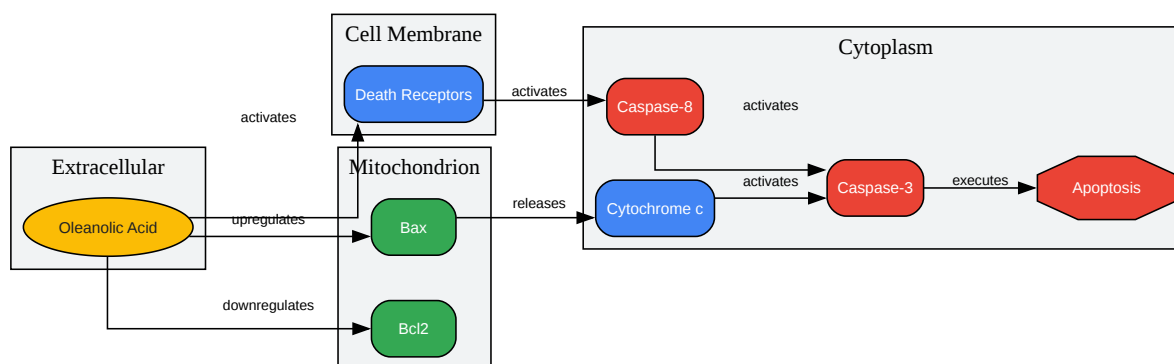 Cell Membrane
Death Receptors
activates
activates
Cytoplasm
Caspase-8
activates
Extracellular
Oleanolic Acid
upregulates
downregulates
Mitochondrion
Bax
releases
Bcl2
Cytochrome c
activates
Caspase-3
executes
Apoptosis